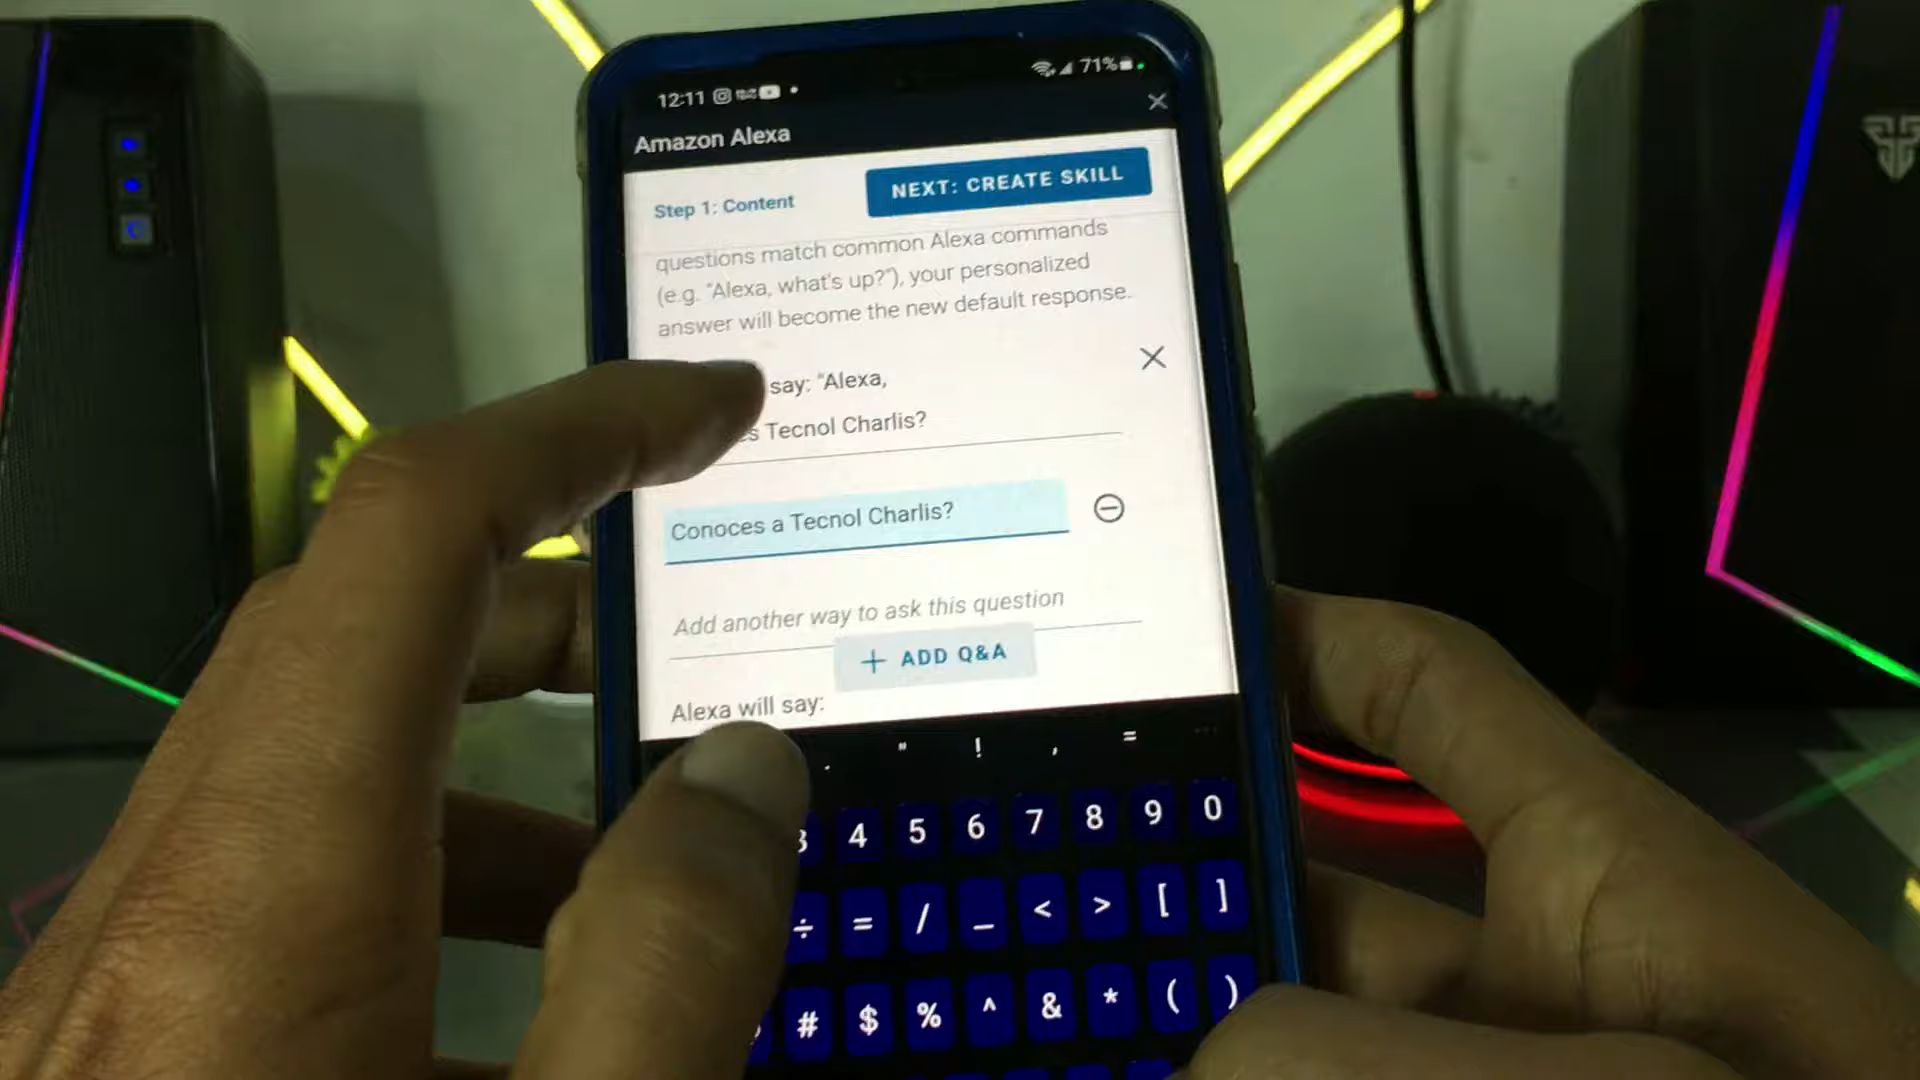 12:11
71%
Amazon Alexa
Step 1: Content
NEXT: CREATE SKILL
questions match common Alexa commands
(e.g. "Alexa, what's up?"), your personalized
answer will become the new default response.
say: "Alexa,
es Tecnol Charlis?
Conoces a Tecnol Charlis?
Add another way to ask this question
+ ADD Q&A
Alexa will say:
. " ! , =
3 4 5 6 7 8 9 0
÷ = / _ < > [ ]
# $ % ^ & * ( )